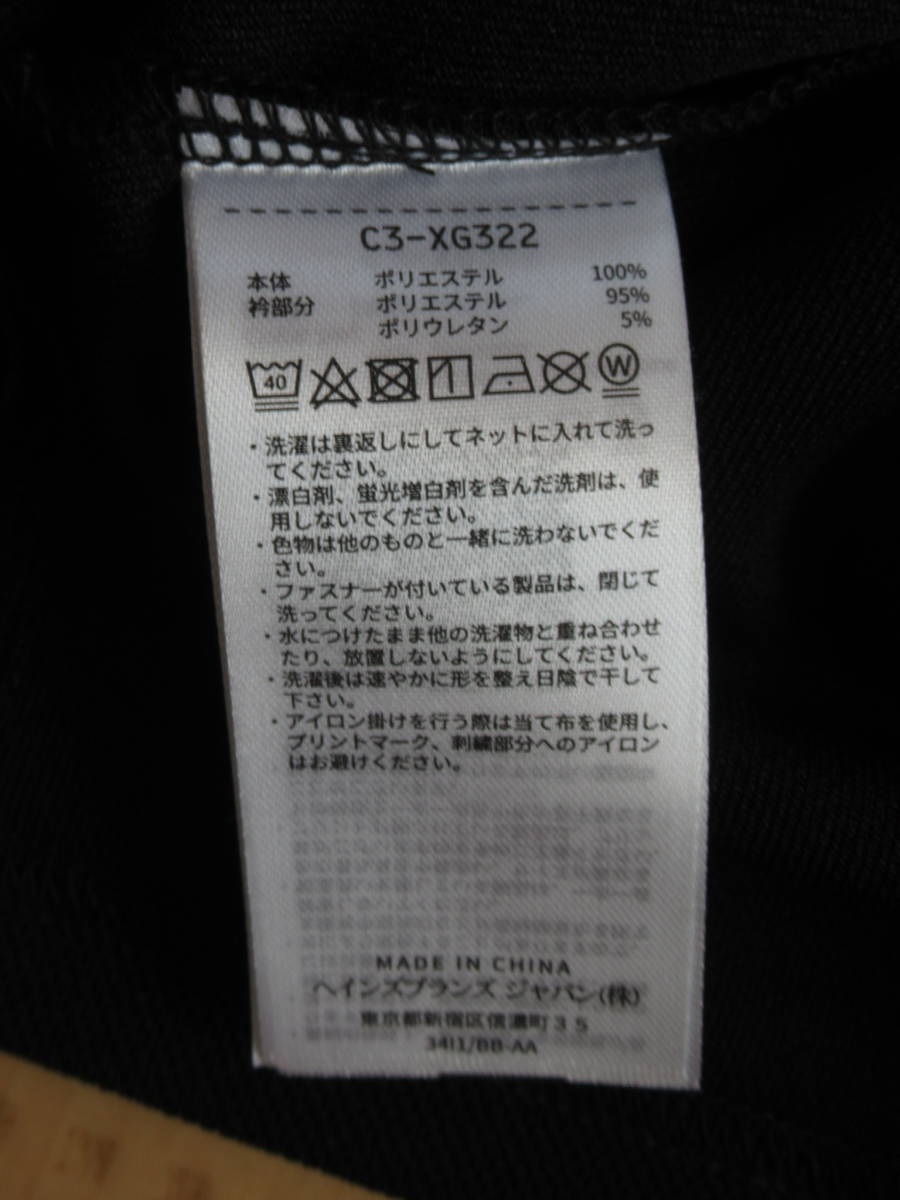 C3-XG322
本体 ポリエステル 100%
衿部分 ポリエステル 95%
ポリウレタン 5%
40 W
・洗濯は裏返しにしてネットに入れて洗っ
てください。
・漂白剤、蛍光増白剤を含んだ洗剤は、使
用しないでください。
・色物は他のものと一緒に洗わないでくだ
さい。
・ファスナーが付いている製品は、閉じて
洗ってください。
・水につけたまま他の洗濯物と重ね合わせ
たり、放置しないようにしてください。
・洗濯後は速やかに形を整え日陰で干して
下さい。
・アイロン掛けを行う際は当て布を使用し、
プリントマーク、刺繍部分へのアイロン
はお避けください。
MADE IN CHINA
ヘインズブランズ ジャパン(株)
東京都新宿区信濃町35
34I1/BB-AA